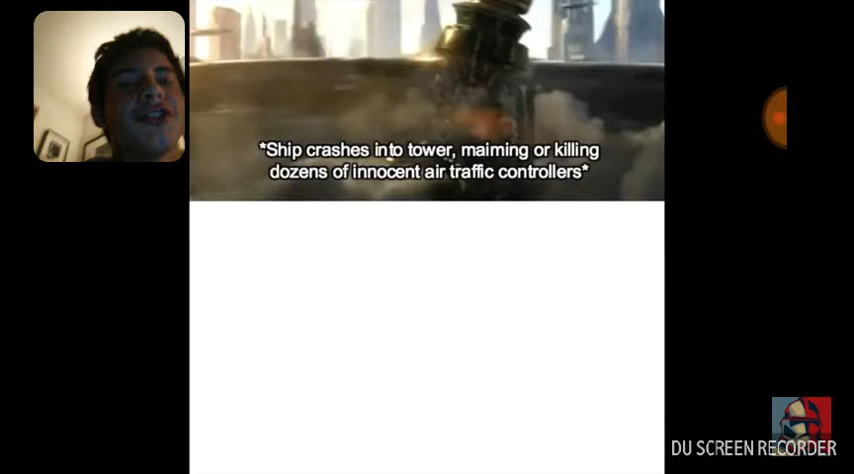 *Ship crashes into tower, maiming or killing
dozens of innocent air traffic controllers*
DU SCREEN RECORDER